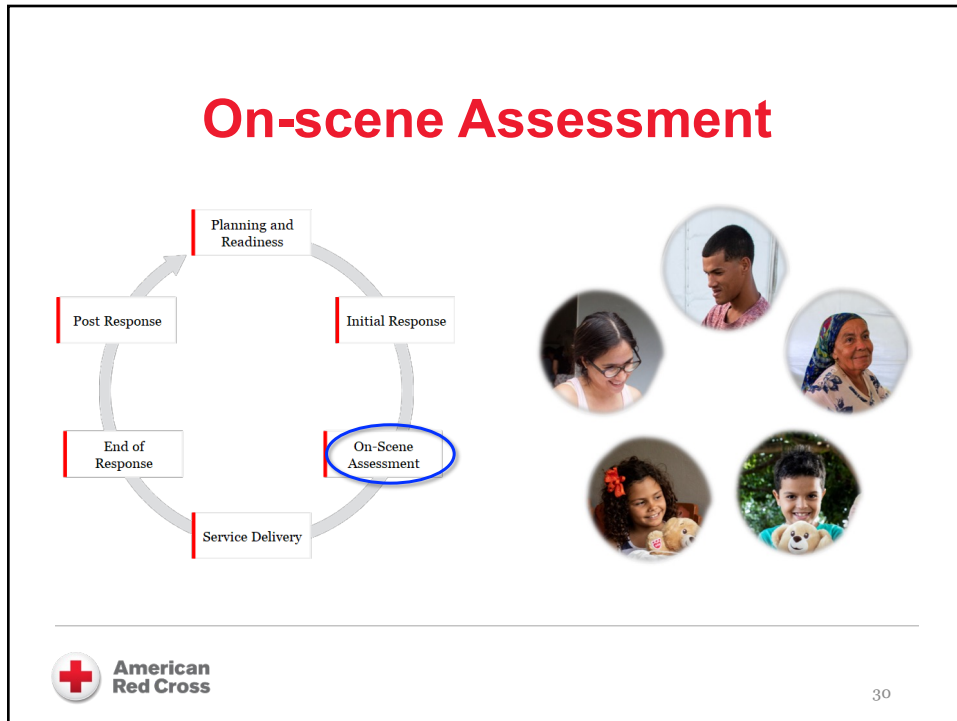 On-scene Assessment
Planning and
Readiness
Post Response
Initial Response
End of
Response
On-Scene
Assessment
Service Delivery
American
Red Cross
30